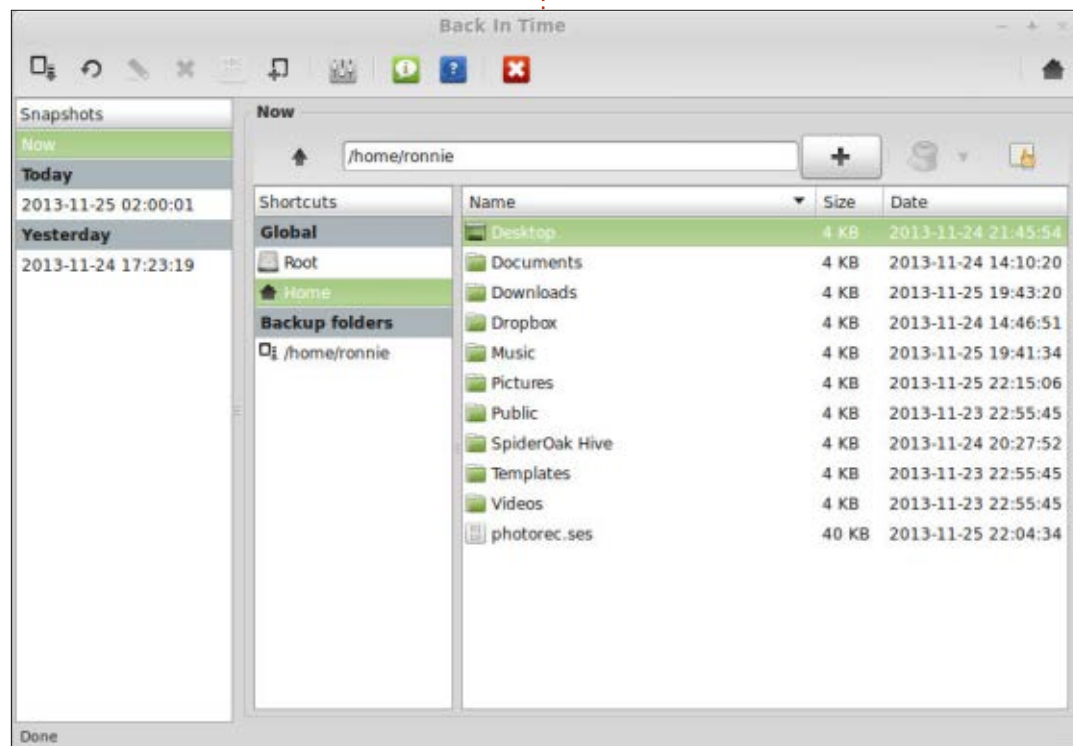 Back In Time
Snapshots
Now
Today
2013-11-25 02:00:01
Yesterday
2013-11-24 17:23:19
Now
/home/ronnie
Shortcuts
Global
Root
Home
Backup folders
/home/ronnie
Name Size Date
Desktop 4 KB 2013-11-24 21:45:54
Documents 4 KB 2013-11-24 14:10:20
Downloads 4 KB 2013-11-25 19:43:20
Dropbox 4 KB 2013-11-24 14:46:51
Music 4 KB 2013-11-25 19:41:34
Pictures 4 KB 2013-11-25 22:15:06
Public 4 KB 2013-11-23 22:55:45
SpiderOak Hive 4 KB 2013-11-24 20:27:52
Templates 4 KB 2013-11-23 22:55:45
Videos 4 KB 2013-11-23 22:55:45
photorec.ses 40 KB 2013-11-25 22:04:34
Done